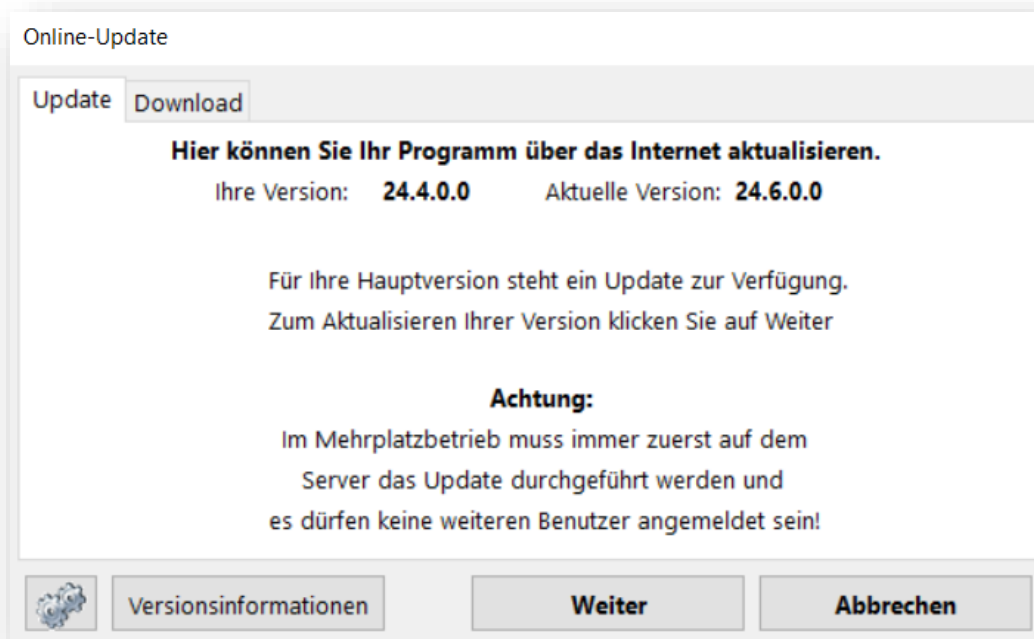 Online-Update
Update Download
Hier können Sie Ihr Programm über das Internet aktualisieren.
Ihre Version: 24.4.0.0 Aktuelle Version: 24.6.0.0
Für Ihre Hauptversion steht ein Update zur Verfügung.
Zum Aktualisieren Ihrer Version klicken Sie auf Weiter
Achtung:
Im Mehrplatzbetrieb muss immer zuerst auf dem
Server das Update durchgeführt werden und
es dürfen keine weiteren Benutzer angemeldet sein!
Versionsinformationen Weiter Abbrechen